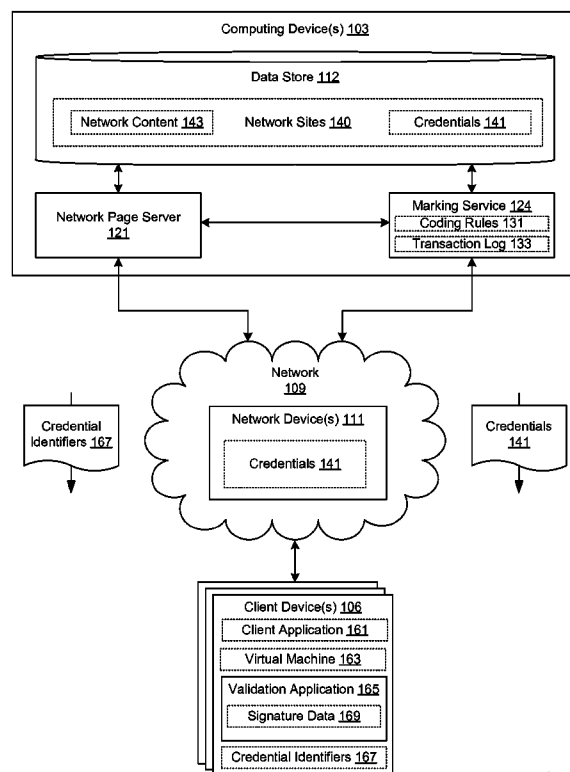 Computing Device(s) 103
Data Store 112
Network Content 143
Network Sites 140
Credentials 141
Network Page Server
121
Marking Service 124
Coding Rules 131
Transaction Log 133
Network
109
Network Device(s) 111
Credentials 141
Credential
Identifiers 167
Credentials
141
Client Device(s) 106
Client Application 161
Virtual Machine 163
Validation Application 165
Signature Data 169
Credential Identifiers 167